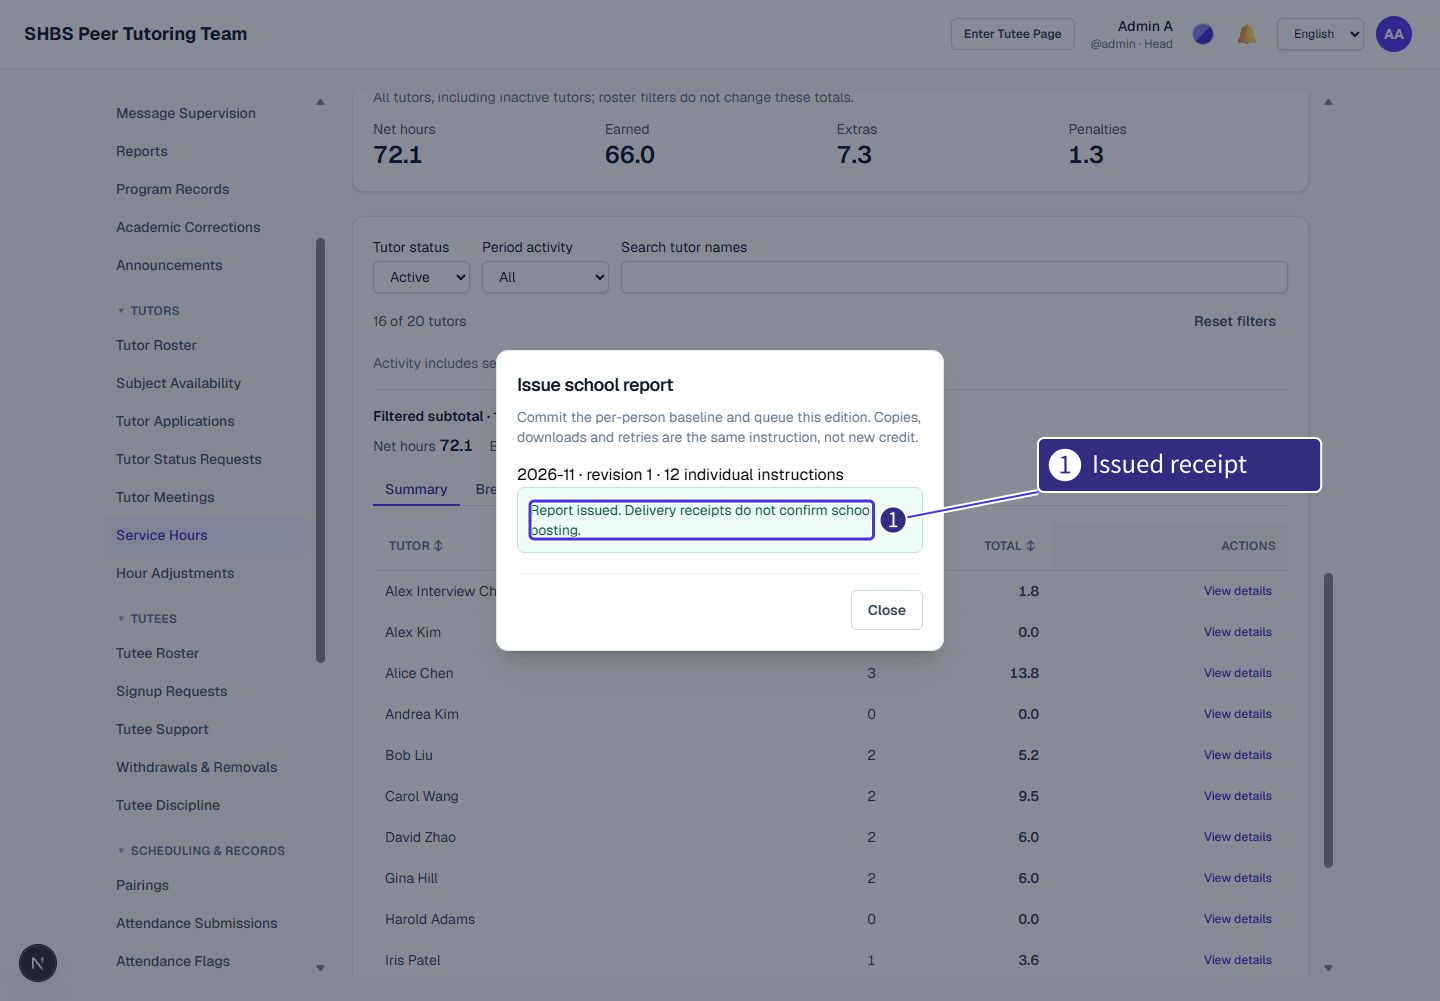 SHBS Peer Tutoring Team
Enter Tutee Page
Admin A
@admin · Head
English
AA
Message Supervision
Reports
Program Records
Academic Corrections
Announcements
TUTORS
Tutor Roster
Subject Availability
Tutor Applications
Tutor Status Requests
Tutor Meetings
Service Hours
Hour Adjustments
TUTEES
Tutee Roster
Signup Requests
Tutee Support
Withdrawals & Removals
Tutee Discipline
SCHEDULING & RECORDS
Pairings
Attendance Submissions
Attendance Flags
N
All tutors, including inactive tutors; roster filters do not change these totals.
Net hours Earned Extras Penalties
72.1 66.0 7.3 1.3
Tutor status Period activity Search tutor names
Active All
16 of 20 tutors Reset filters
Activity includes se
Filtered subtotal ·
Net hours 72.1 E
Summary Bre
TUTOR TOTAL ACTIONS
Alex Interview Ch 1.8 View details
Alex Kim 0.0 View details
Alice Chen 3 13.8 View details
Andrea Kim 0 0.0 View details
Bob Liu 2 5.2 View details
Carol Wang 2 9.5 View details
David Zhao 2 6.0 View details
Gina Hill 2 6.0 View details
Harold Adams 0 0.0 View details
Iris Patel 1 3.6 View details
Issue school report
Commit the per-person baseline and queue this edition. Copies,
downloads and retries are the same instruction, not new credit.
2026-11 · revision 1 · 12 individual instructions
Report issued. Delivery receipts do not confirm schoo
posting.
1
Close
1 Issued receipt